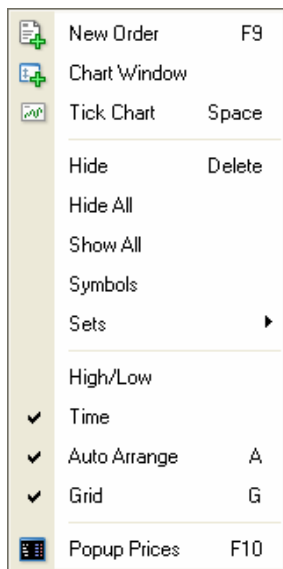 New Order F9
Chart Window
Tick Chart Space
Hide Delete
Hide All
Show All
Symbols
Sets
High/Low
Time
Auto Arrange A
Grid G
Popup Prices F10